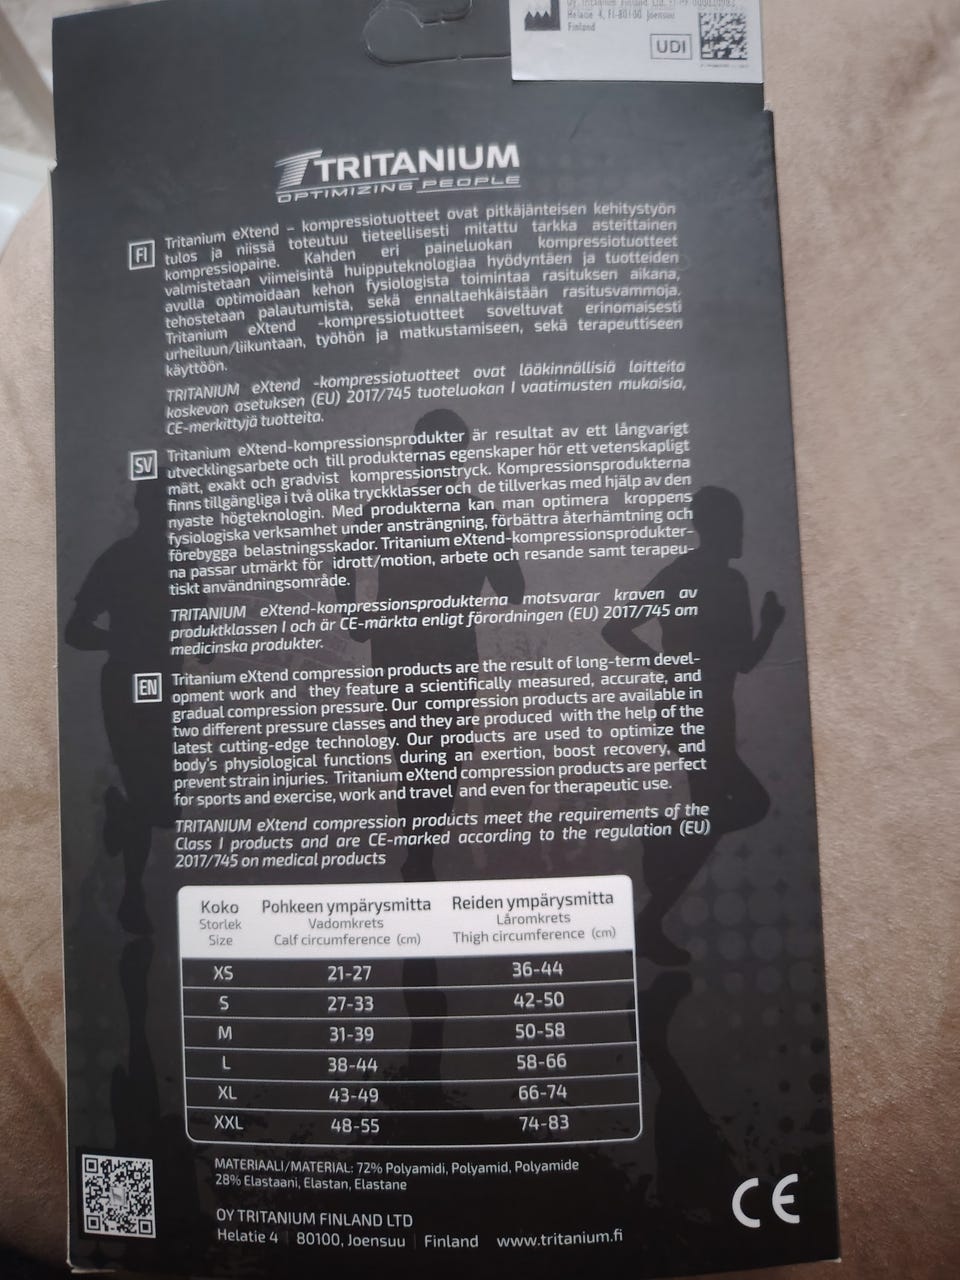 Helatie 4, FI-80100 Joensuu
Finland
UDI
TRITANIUM
OPTIMIZING PEOPLE
FI
Tritanium eXtend – kompressiotuotteet ovat pitkäjänteisen kehitystyön
tulos ja niissä toteutuu tieteellisesti mitattu tarkka asteittainen
kompressiopaine. Kahden eri paineluokan kompressiotuotteet
valmistetaan viimeisintä huipputeknologiaa hyödyntäen ja tuotteiden
avulla optimoidaan kehon fysiologista toimintaa rasituksen aikana,
tehostetaan palautumista, sekä ennaltaehkäistään rasitusvammoja.
Tritanium eXtend -kompressiotuotteet soveltuvat erinomaisesti
urheiluun/liikuntaan, työhön ja matkustamiseen, sekä terapeuttiseen
käyttöön.
TRITANIUM eXtend -kompressiotuotteet ovat lääkinnällisiä laitteita
koskevan asetuksen (EU) 2017/745 tuoteluokan I vaatimusten mukaisia,
CE-merkittyjä tuotteita.
SV
Tritanium eXtend-kompressionsprodukter är resultat av ett långvarigt
utvecklingsarbete och till produkternas egenskaper hör ett vetenskapligt
mätt, exakt och gradvist kompressionstryck. Kompressionsprodukterna
finns tillgängliga i två olika tryckklasser och de tillverkas med hjälp av den
nyaste högteknologin. Med produkterna kan man optimera kroppens
fysiologiska verksamhet under ansträngning, förbättra återhämtning och
förebygga belastningsskador. Tritanium eXtend-kompressionsprodukter-
na passar utmärkt för idrott/motion, arbete och resande samt terapeu-
tiskt användningsområde.
TRITANIUM eXtend-kompressionsprodukterna motsvarar kraven av
produktklassen I och är CE-märkta enligt förordningen (EU) 2017/745 om
medicinska produkter.
EN
Tritanium eXtend compression products are the result of long-term devel-
opment work and they feature a scientifically measured, accurate, and
gradual compression pressure. Our compression products are available in
two different pressure classes and they are produced with the help of the
latest cutting-edge technology. Our products are used to optimize the
body's physiological functions during an exertion, boost recovery, and
prevent strain injuries. Tritanium eXtend compression products are perfect
for sports and exercise, work and travel and even for therapeutic use.
TRITANIUM eXtend compression products meet the requirements of the
Class I products and are CE-marked according to the regulation (EU)
2017/745 on medical products
Koko Pohkeen ympärysmitta Reiden ympärysmitta
Storlek Vadomkrets Låromkrets
Size Calf circumference (cm) Thigh circumference (cm)
XS 21-27 36-44
S 27-33 42-50
M 31-39 50-58
L 38-44 58-66
XL 43-49 66-74
XXL 48-55 74-83
MATERIAALI/MATERIAL: 72% Polyamidi, Polyamid, Polyamide
28% Elastaani, Elastan, Elastane
OY TRITANIUM FINLAND LTD
Helatie 4 | 80100, Joensuu | Finland www.tritanium.fi
CE